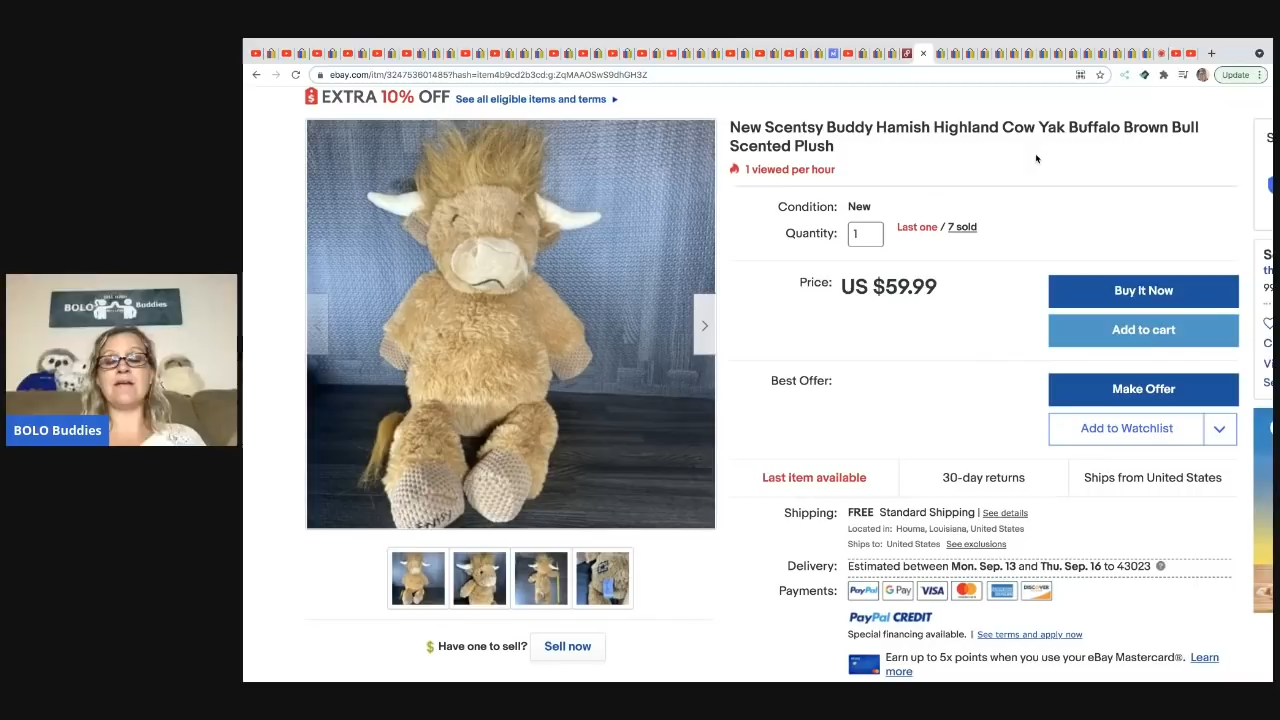 ebay.com/itm/324753601485?hash=item4b9cd2b3cd:g:ZqMAAOSwS9dhGH3Z
Update
EXTRA 10% OFF See all eligible items and terms
New Scentsy Buddy Hamish Highland Cow Yak Buffalo Brown Bull
Scented Plush
1 viewed per hour
Condition: New
Quantity: 1 Last one / 7 sold
Price: US $59.99
Buy It Now
Add to cart
Best Offer:
Make Offer
Add to Watchlist
Last item available 30-day returns Ships from United States
Shipping: FREE Standard Shipping | See details
Located in: Houma, Louisiana, United States
Ships to: United States See exclusions
Delivery: Estimated between Mon. Sep. 13 and Thu. Sep. 16 to 43023
Payments: PayPal G Pay VISA DISCOVER
PayPal CREDIT
Special financing available. | See terms and apply now
Earn up to 5x points when you use your eBay Mastercard®. Learn
more
$ Have one to sell? Sell now
BOLO Buddies
BOLO Buddies